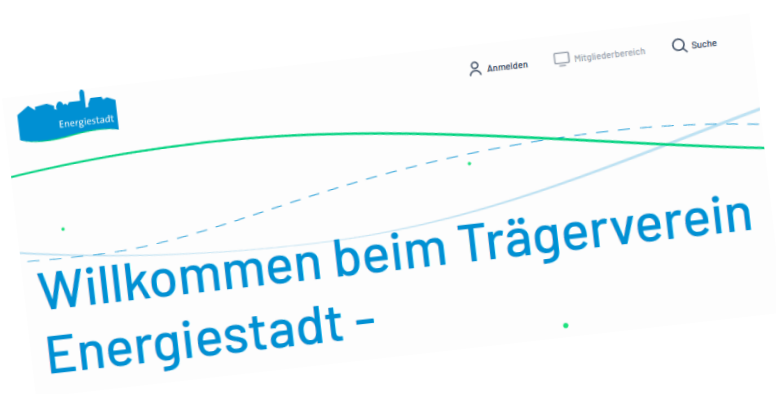 Anmelden
Mitgliederbereich
Suche
Energiestadt
Willkommen beim Trägerverein
Energiestadt -